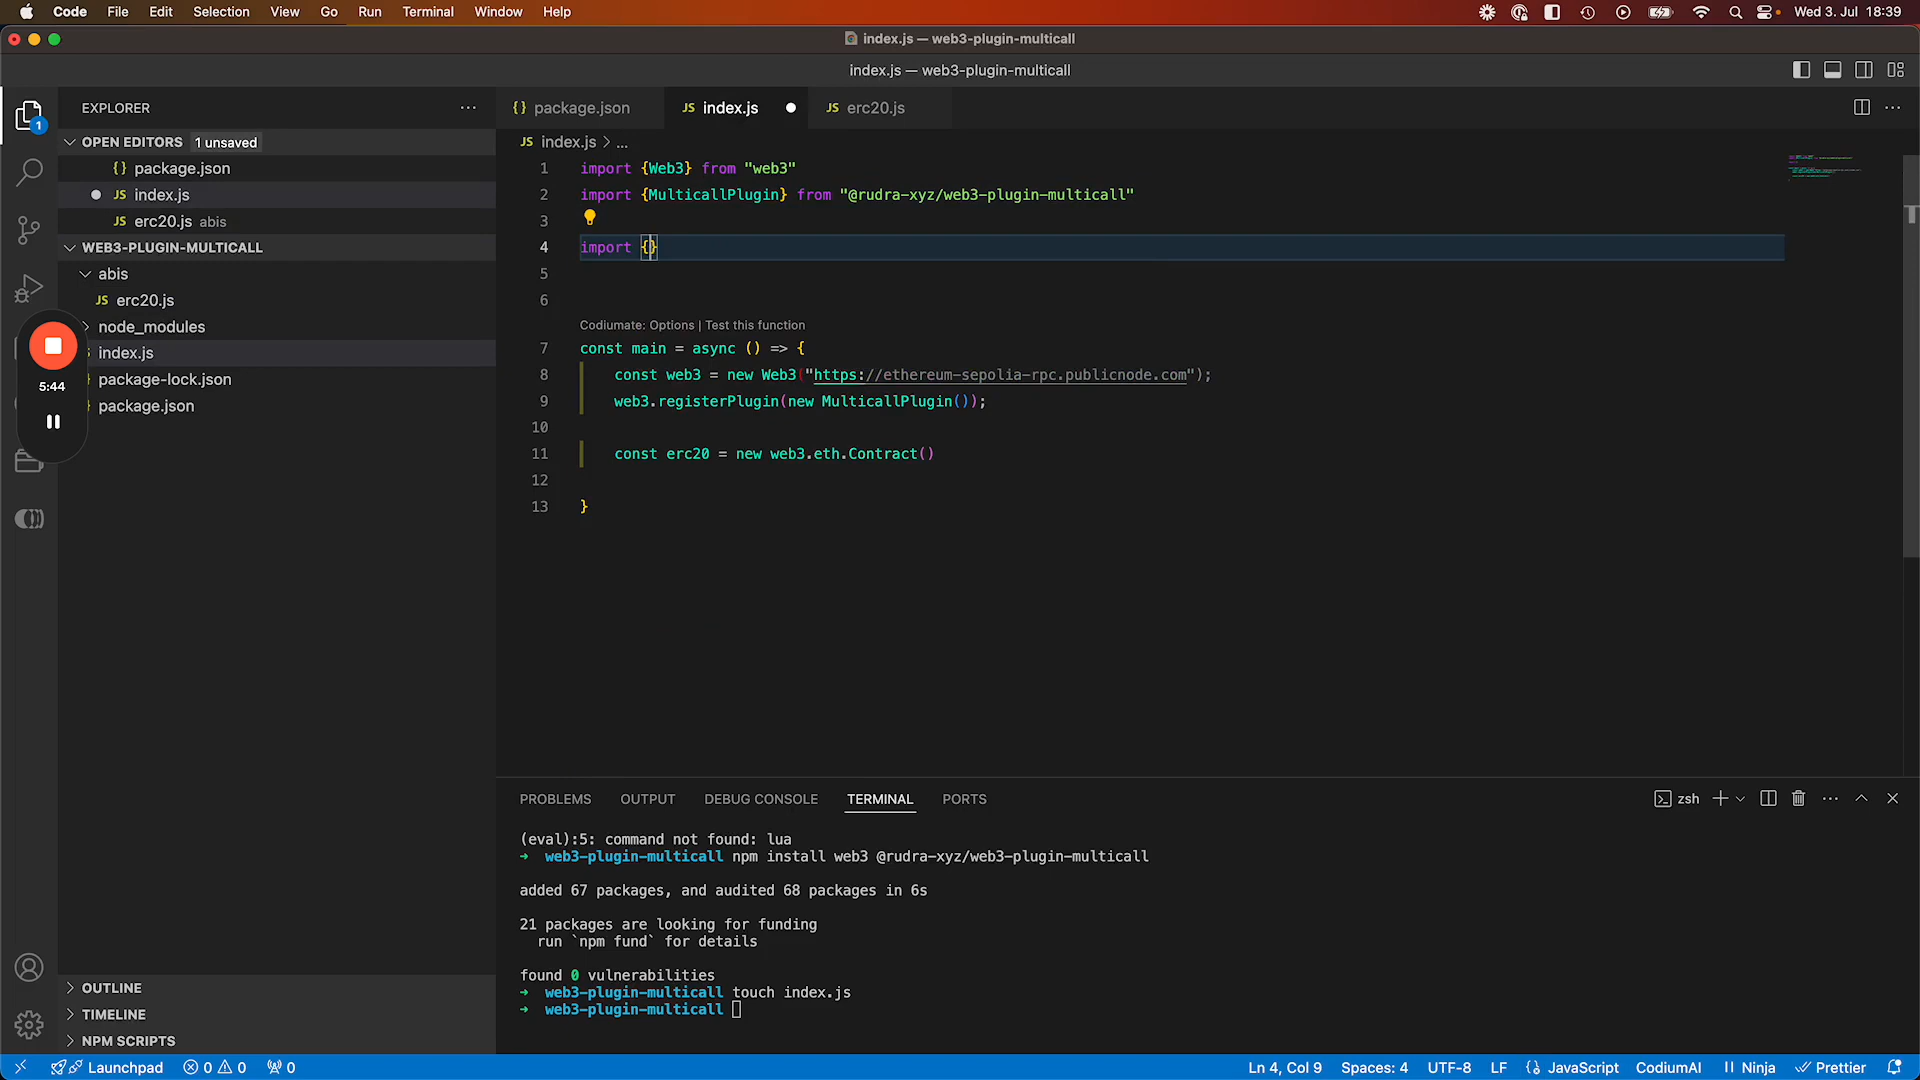 Code File Edit Selection View Go Run Terminal Window Help Wed 3. Jul 18:39
index.js — web3-plugin-multicall
index.js — web3-plugin-multicall
EXPLORER
OPEN EDITORS 1 unsaved
{} package.json
JS index.js
JS erc20.js abis
WEB3-PLUGIN-MULTICALL
abis
JS erc20.js
node_modules
index.js
package-lock.json
package.json
OUTLINE
TIMELINE
NPM SCRIPTS
1
5:44
{} package.json JS index.js JS erc20.js
JS index.js > ...
1 import {Web3} from "web3"
2 import {MulticallPlugin} from "@rudra-xyz/web3-plugin-multicall"
3
4 import {}
5
6
Codiumate: Options | Test this function
7 const main = async () => {
8 const web3 = new Web3("https://ethereum-sepolia-rpc.publicnode.com");
9 web3.registerPlugin(new MulticallPlugin());
10
11 const erc20 = new web3.eth.Contract()
12
13 }
PROBLEMS OUTPUT DEBUG CONSOLE TERMINAL PORTS zsh
(eval):5: command not found: lua
➜ web3-plugin-multicall npm install web3 @rudra-xyz/web3-plugin-multicall
added 67 packages, and audited 68 packages in 6s
21 packages are looking for funding
run `npm fund` for details
found 0 vulnerabilities
➜ web3-plugin-multicall touch index.js
➜ web3-plugin-multicall
Launchpad 0 0 0 Ln 4, Col 9 Spaces: 4 UTF-8 LF {} JavaScript CodiumAI Ninja Prettier